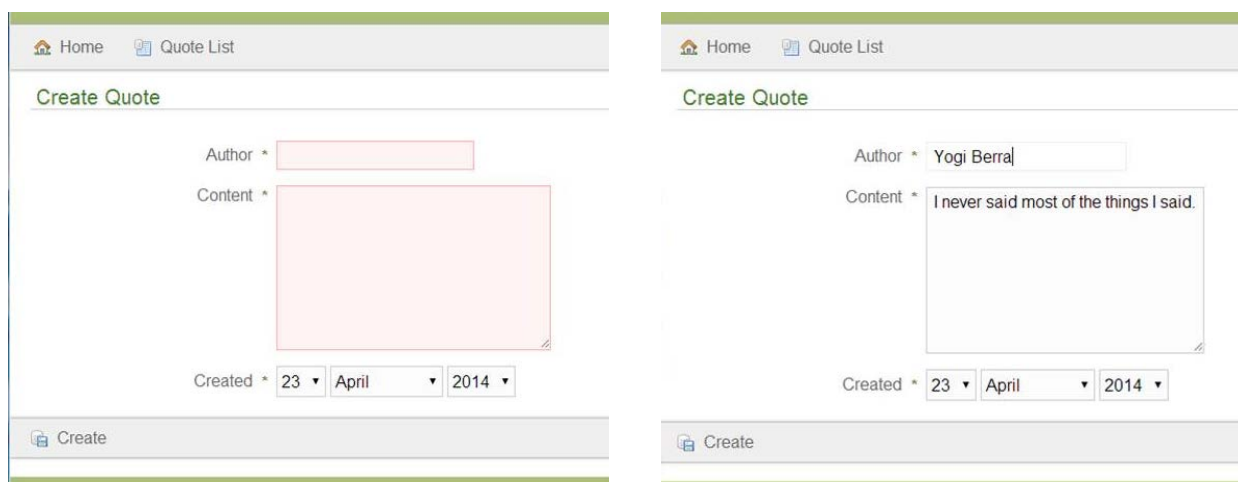 Home Quote List
Create Quote
Author *
Content *
Created * 23 April 2014
Create
Home Quote List
Create Quote
Author * Yogi Berra
Content * I never said most of the things I said.
Created * 23 April 2014
Create